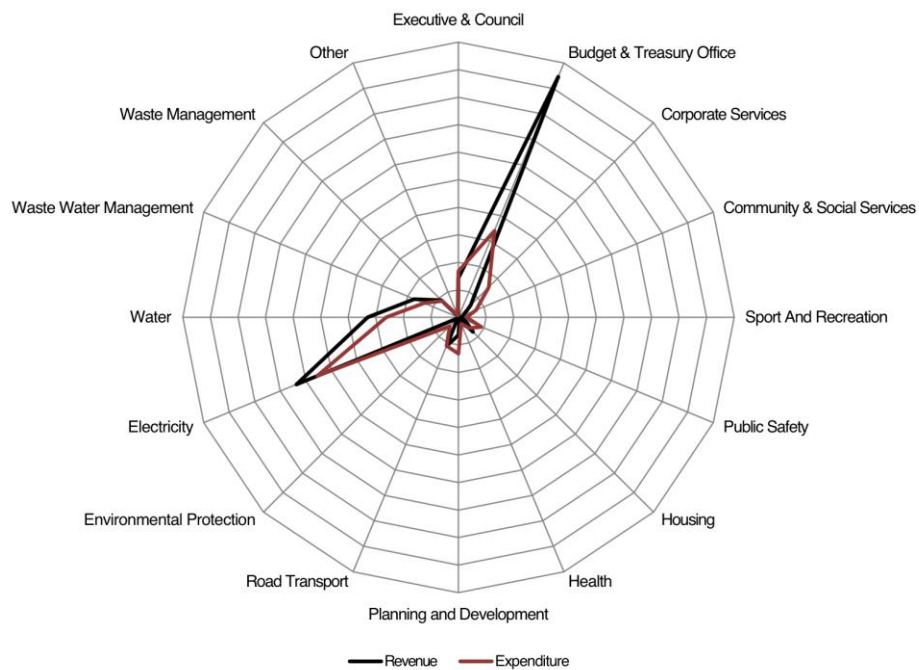 Executive & Council
Other
Budget & Treasury Office
Waste Management
Corporate Services
Waste Water Management
Community & Social Services
Water
Sport And Recreation
Electricity
Public Safety
Environmental Protection
Housing
Road Transport
Health
Planning and Development
Revenue
Expenditure